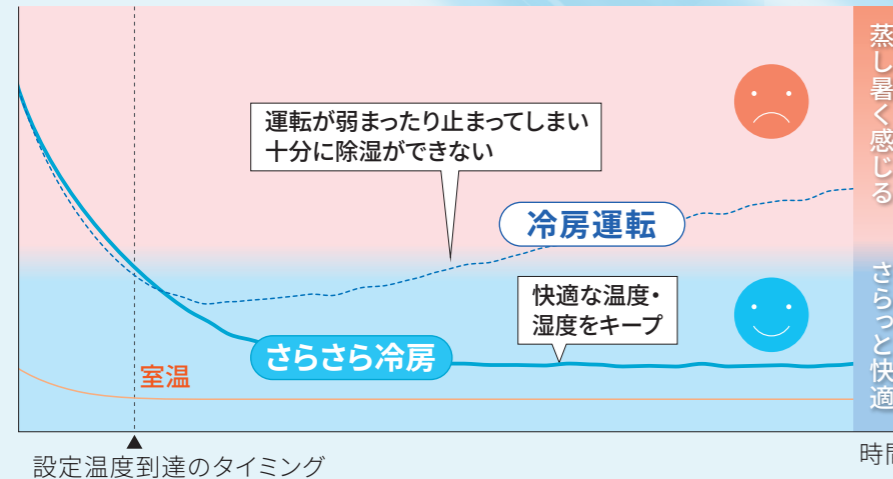 蒸し暑く感じる
運転が弱まったり止まってしまい
十分に除湿ができない
冷房運転
快適な温度・
湿度をキープ
さらっと快適
さらさら冷房
室温
設定温度到達のタイミング
時間